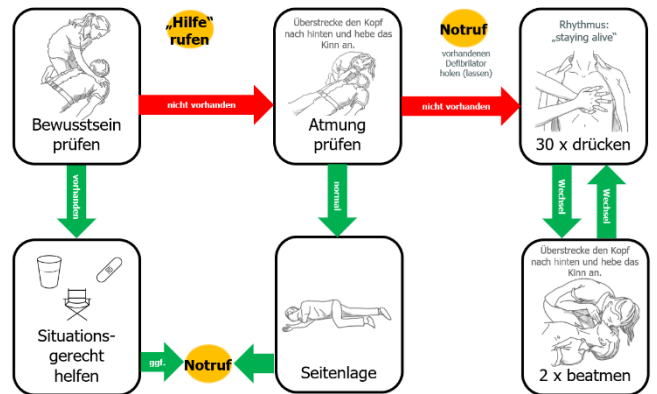 „Hilfe“
rufen
Überstrecke den Kopf
nach hinten und hebe das
Kinn an.
Notruf
vorhandenen
Defibrilator
holen (lassen)
Rhythmus:
„staying alive“
nicht vorhanden
nicht vorhanden
Bewusstsein
prüfen
Atmung
prüfen
30 x drücken
vorhanden
normal
Wechsel
Wechsel
Überstrecke den Kopf
nach hinten und hebe das
Kinn an.
Situations-
gerecht
helfen
ggf.
Notruf
Seitenlage
2 x beatmen